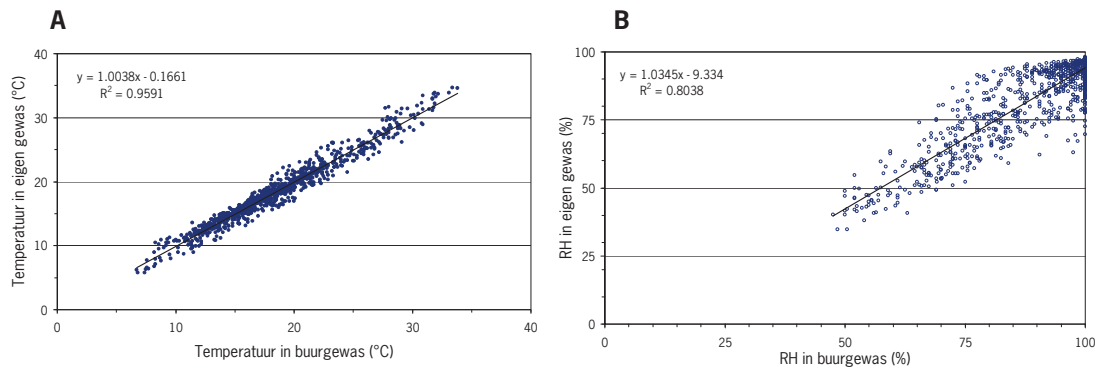 A
Temperatuur in eigen gewas (°C)
40
30
20
10
0
y = 1.0038x - 0.1661
R² = 0.9591
0 10 20 30 40
Temperatuur in buurgewas (°C)
B
RH in eigen gewas (%)
100
75
50
25
0
y = 1.0345x - 9.334
R² = 0.8038
0 50 75 100
RH in buurgewas (%)